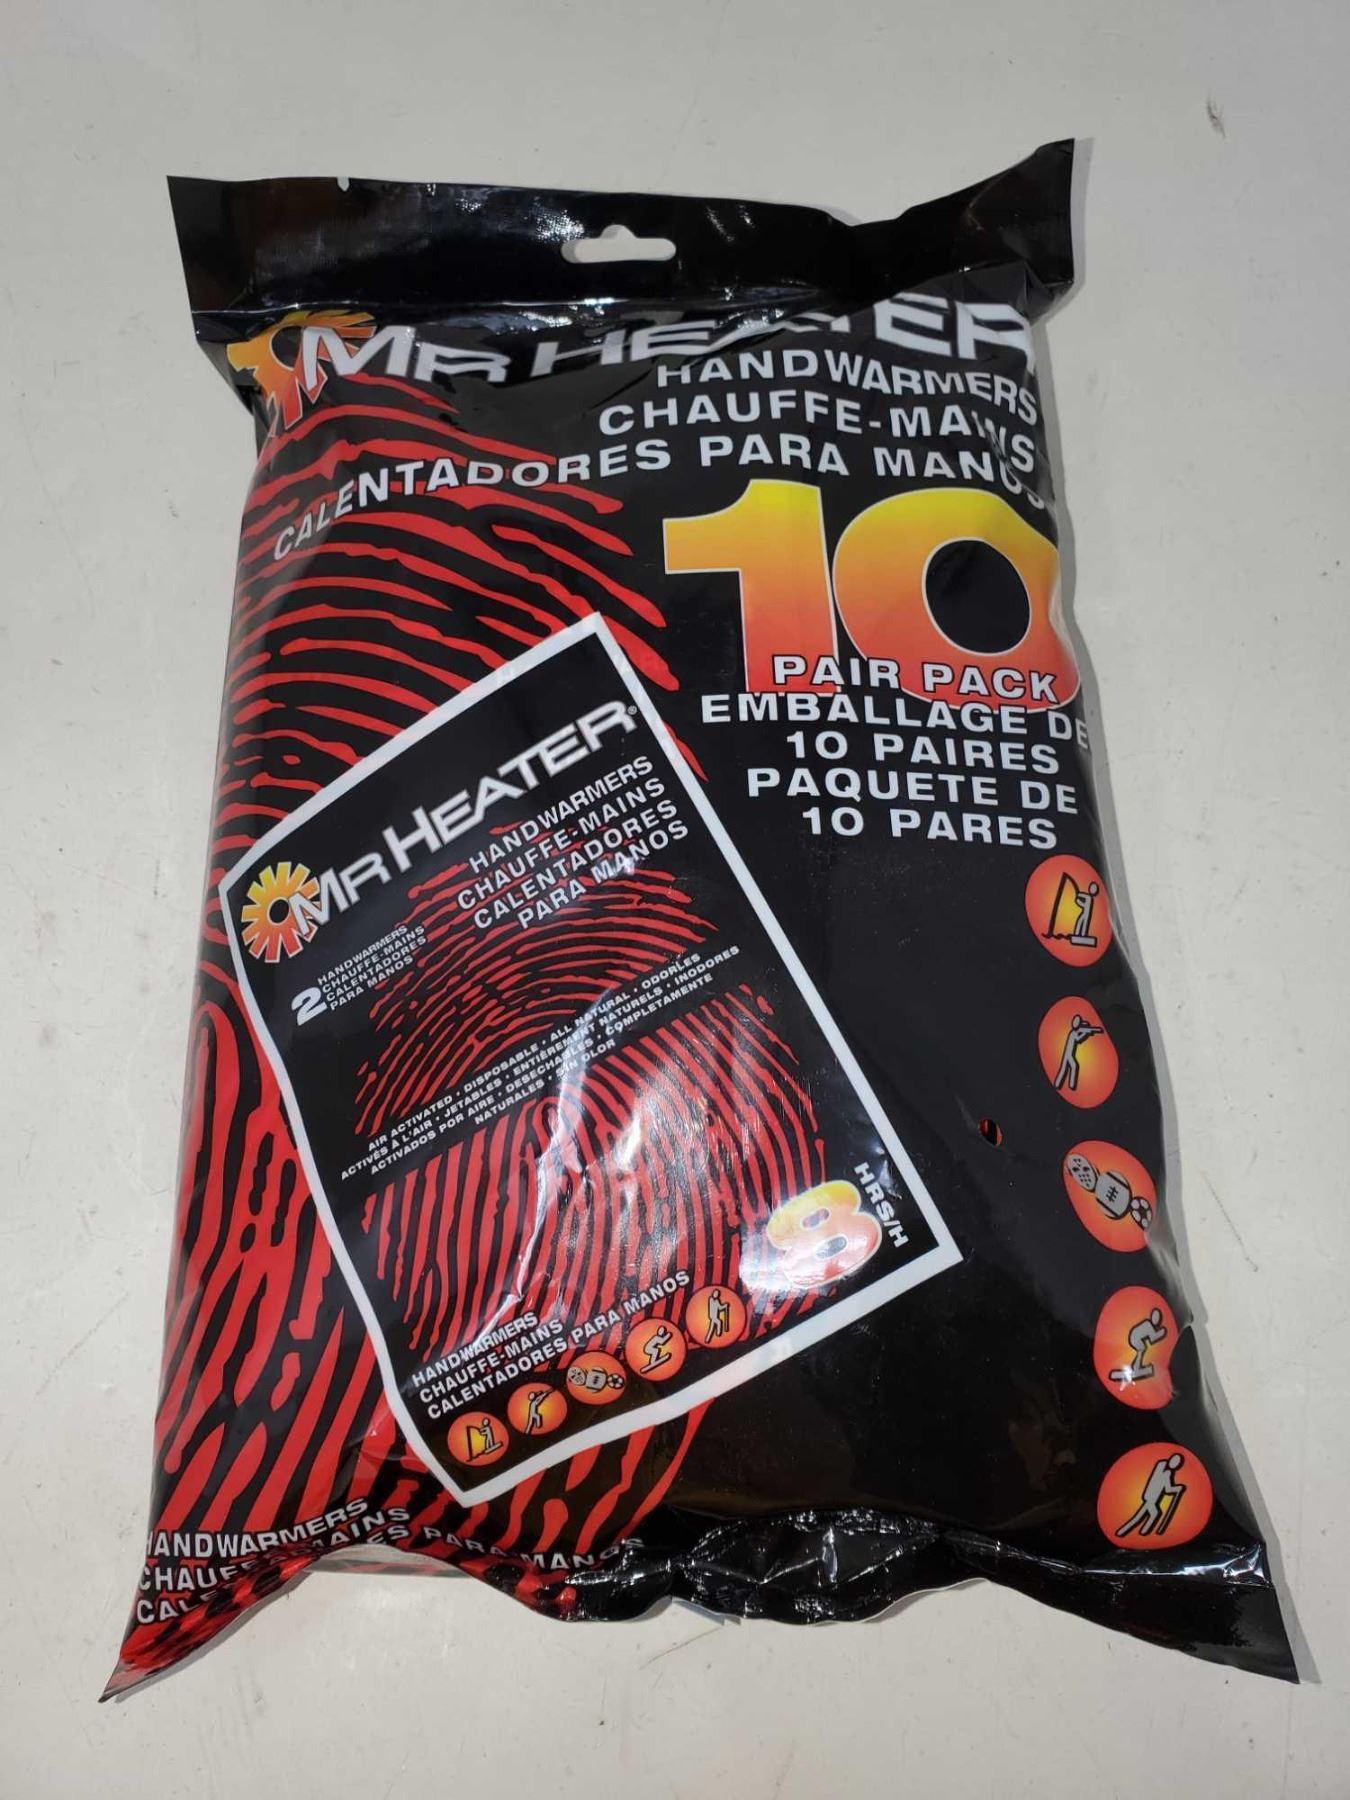 MR HEATER
HANDWARMERS
CHAUFFE-MAINS
CALENTADORES PARA MANOS
10
PAIR PACK
EMBALLAGE DE
10 PAIRES
PAQUETE DE
10 PARES
MR HEATER®
HANDWARMERS
CHAUFFE-MAINS
CALENTADORES
PARA MANOS
2
HANDWARMERS
CHAUFFE-MAINS
CALENTADORES
PARA MANOS
AIR ACTIVATED • DISPOSABLE • ALL NATURAL • ODORLES
ACTIVÉS À L'AIR • JETABLES • ENTIÈREMENT NATURELS • INODORES
ACTIVADOS POR AIRE • DESECHABLES • COMPLETAMENTE
NATURALES • SIN OLOR
8 HRS/H
HANDWARMERS
CHAUFFE-MAINS
CALENTADORES PARA MANOS
HANDWARMERS
CHAUFFE-MAINS
PARA MANOS